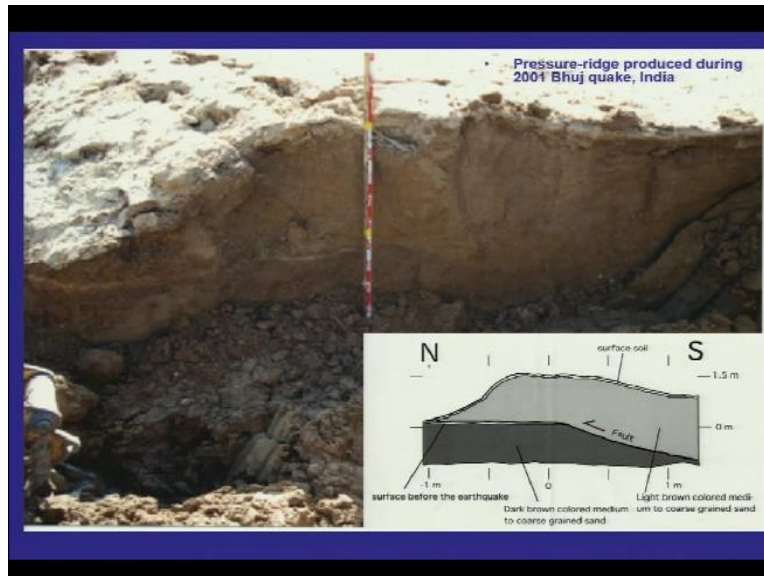 • Pressure-ridge produced during
2001 Bhuj quake, India
N
S
surface soil
1.5 m
Fault
0 m
-1 m
0
1 m
surface before the earthquake
Dark brown colored medium
to coarse grained sand
Light brown colored medi-
um to coarse grained sand